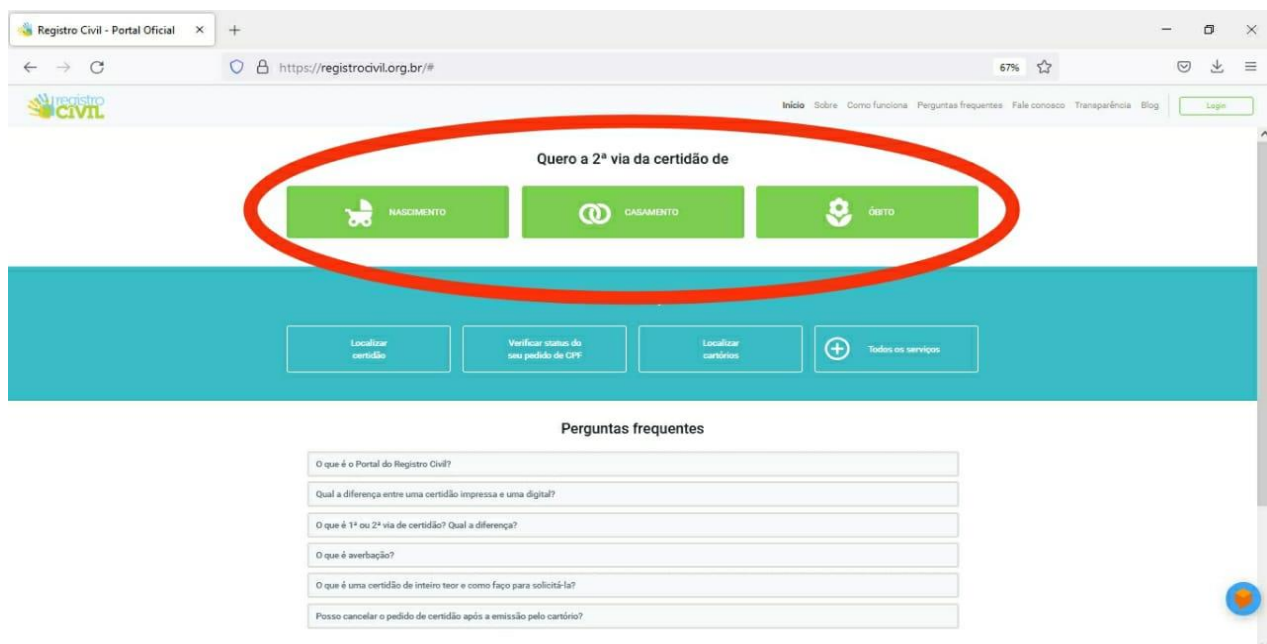 Registro Civil - Portal Oficial
https://registrocivil.org.br/#
67%
registro
CIVIL
Início Sobre Como funciona Perguntas frequentes Fale conosco Transparência Blog Login
Quero a 2ª via da certidão de
NASCIMENTO CASAMENTO ÓBITO
Localizar
certidão
Verificar status do
seu pedido de CPF
Localizar
cartórios
Todos os serviços
Perguntas frequentes
O que é o Portal do Registro Civil?
Qual a diferença entre uma certidão impressa e uma digital?
O que é 1ª ou 2ª via de certidão? Qual a diferença?
O que é averbação?
O que é uma certidão de inteiro teor e como faço para solicitá-la?
Posso cancelar o pedido de certidão após a emissão pelo cartório?